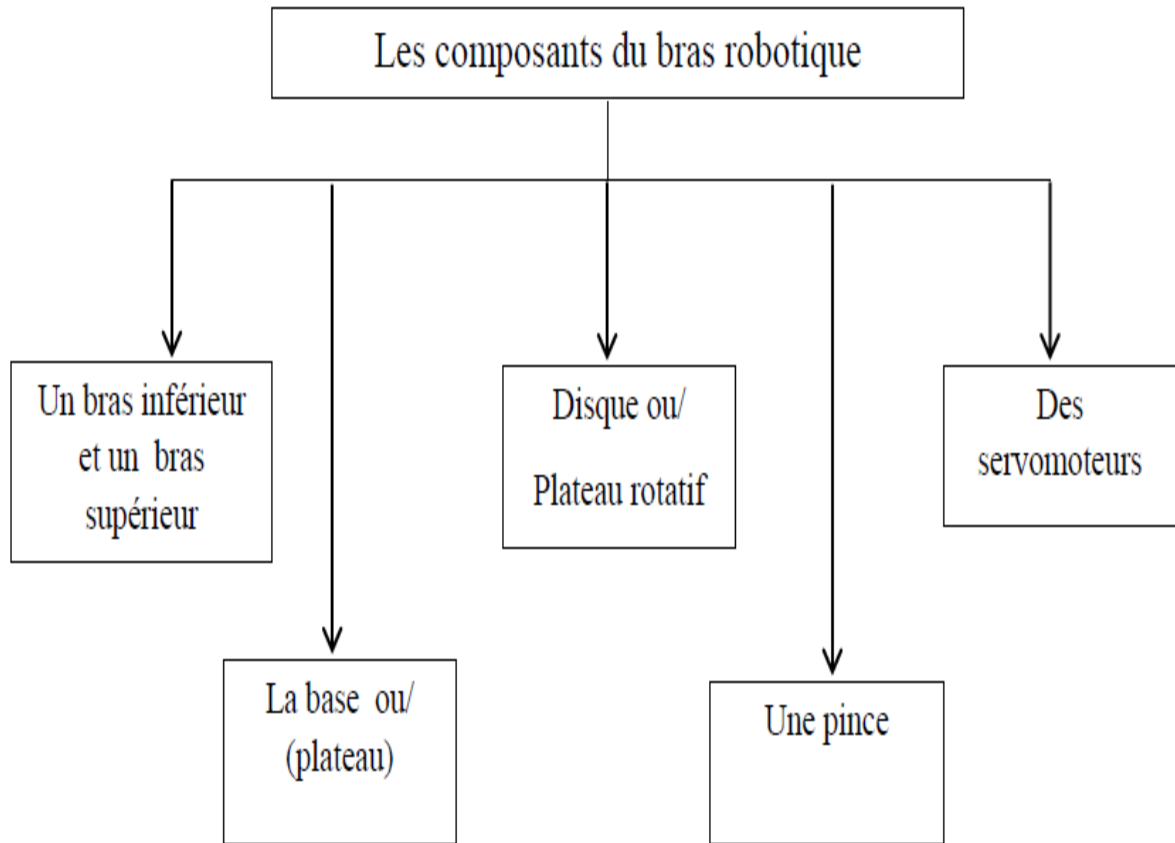 Les composants du bras robotique
Un bras inférieur
et un bras
supérieur
Disque ou/
Plateau rotatif
Des
servomoteurs
La base ou/
(plateau)
Une pince